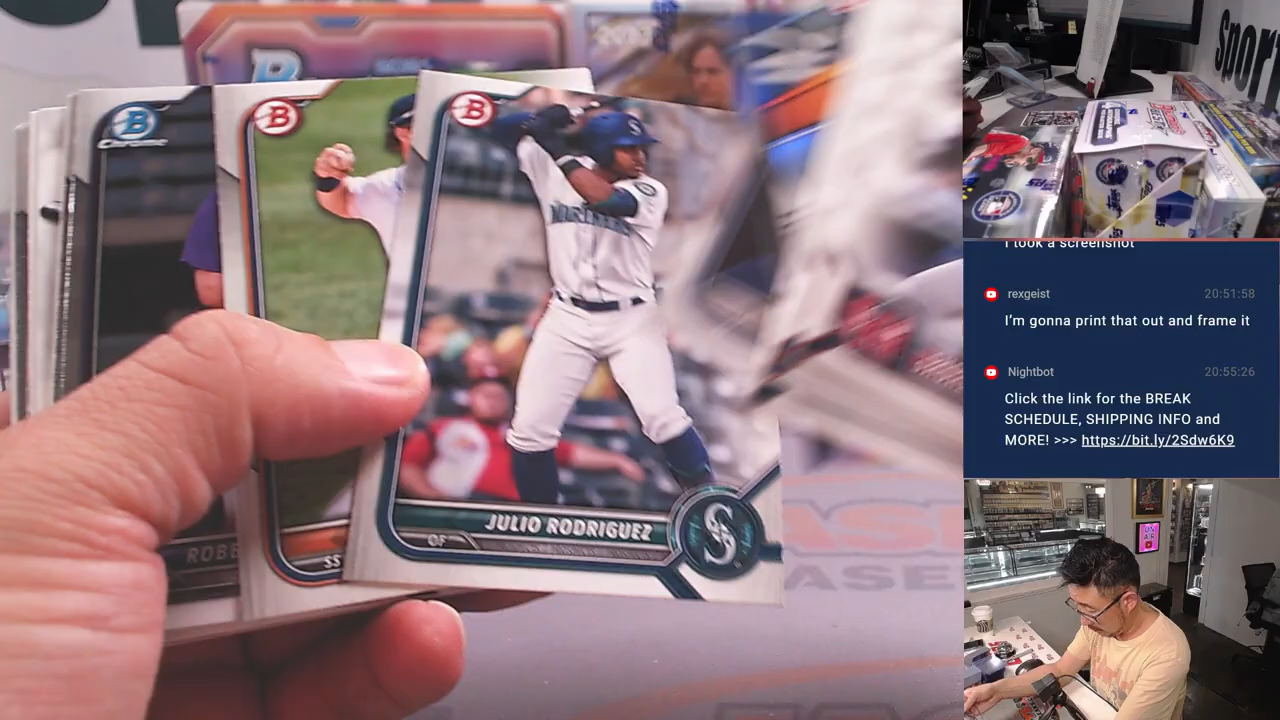 B
Chrome
B
B
MARINERS
S
JULIO RODRIGUEZ
OF
S
ROBE
SS
Sport
I took a screenshot
rexgeist 20:51:58
I'm gonna print that out and frame it
Nightbot 20:55:26
Click the link for the BREAK
SCHEDULE, SHIPPING INFO and
MORE! >>> https://bit.ly/2Sdw6K9